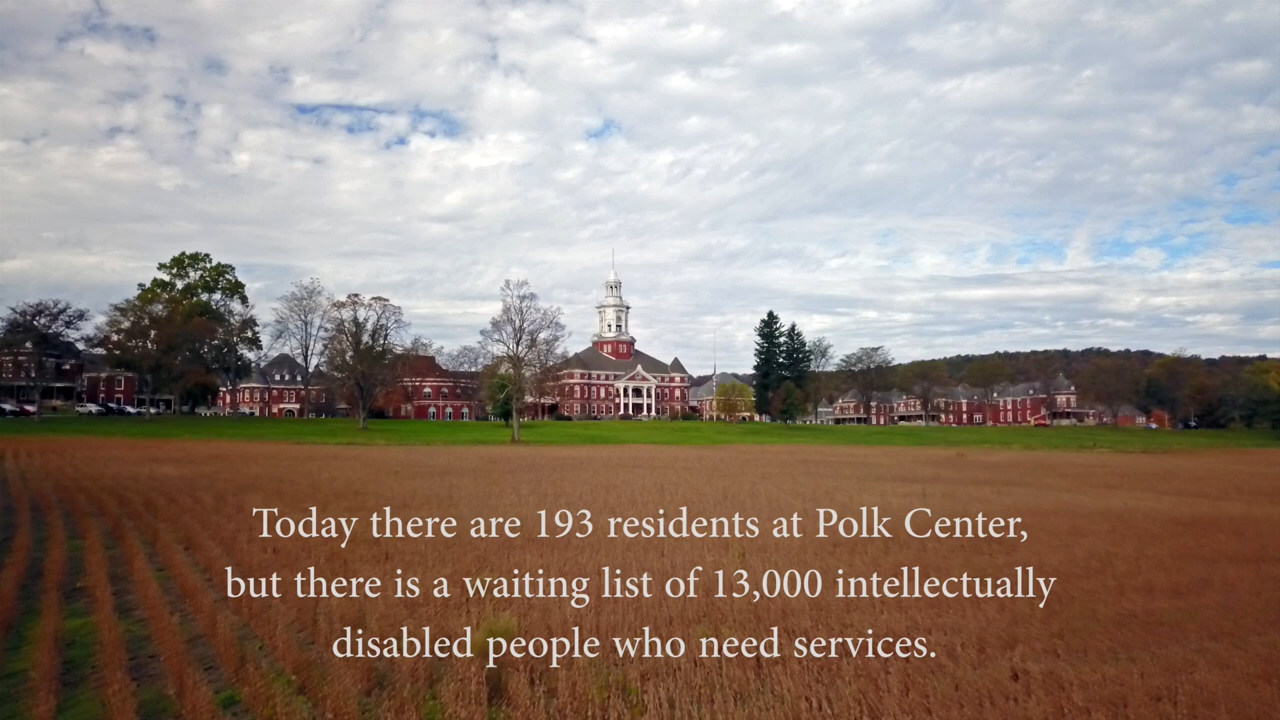 Today there are 193 residents at Polk Center,
but there is a waiting list of 13,000 intellectually
disabled people who need services.